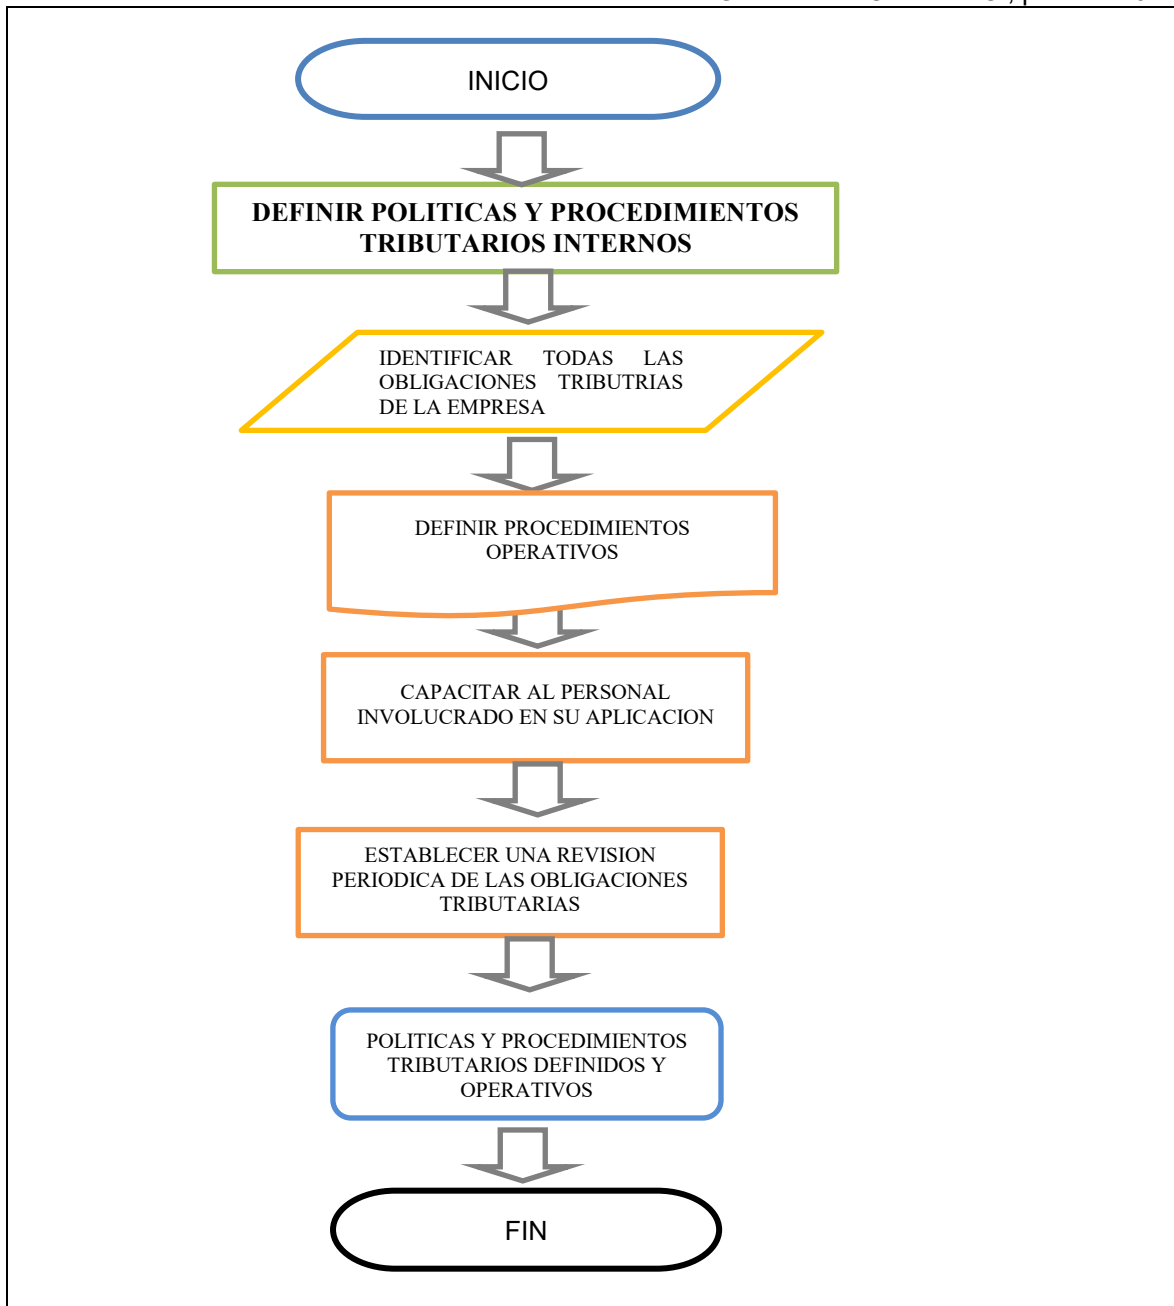 INICIO
DEFINIR POLITICAS Y PROCEDIMIENTOS
TRIBUTARIOS INTERNOS
IDENTIFICAR TODAS LAS
OBLIGACIONES TRIBUTRIAS
DE LA EMPRESA
DEFINIR PROCEDIMIENTOS
OPERATIVOS
CAPACITAR AL PERSONAL
INVOLUCRADO EN SU APLICACION
ESTABLECER UNA REVISION
PERIODICA DE LAS OBLIGACIONES
TRIBUTARIAS
POLITICAS Y PROCEDIMIENTOS
TRIBUTARIOS DEFINIDOS Y
OPERATIVOS
FIN